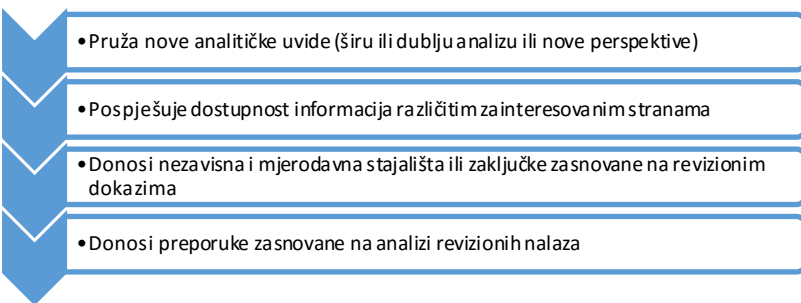 •Pruža nove analitičke uvide (širu ili dublju analizu ili nove perspektive)
•Pospješuje dostupnost informacija različitim zainteresovanim stranama
•Donosi nezavisna i mjerodavna stajališta ili zaključke zasnovane na revizionim
dokazima
•Donosi preporuke zasnovane na analizi revizionih nalaza